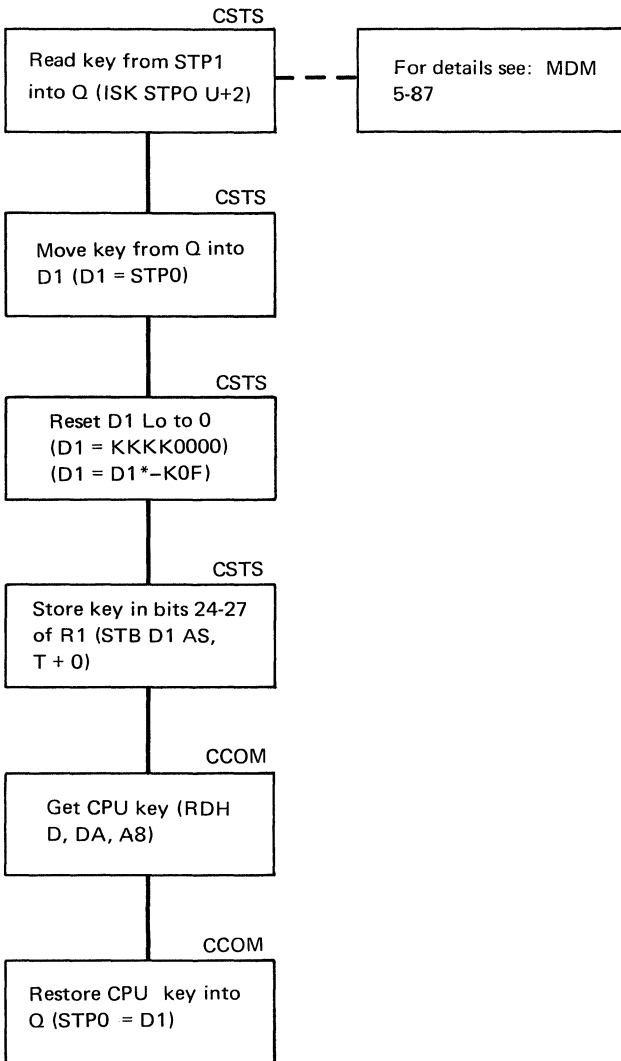 CSTS
Read key from STP1
into Q (ISK STPO U+2)
For details see: MDM
5-87
CSTS
Move key from Q into
D1 (D1 = STP0)
CSTS
Reset D1 Lo to 0
(D1 = KKKK0000)
(D1 = D1*–K0F)
CSTS
Store key in bits 24-27
of R1 (STB D1 AS,
T + 0)
CCOM
Get CPU key (RDH
D, DA, A8)
CCOM
Restore CPU key into
Q (STP0 = D1)